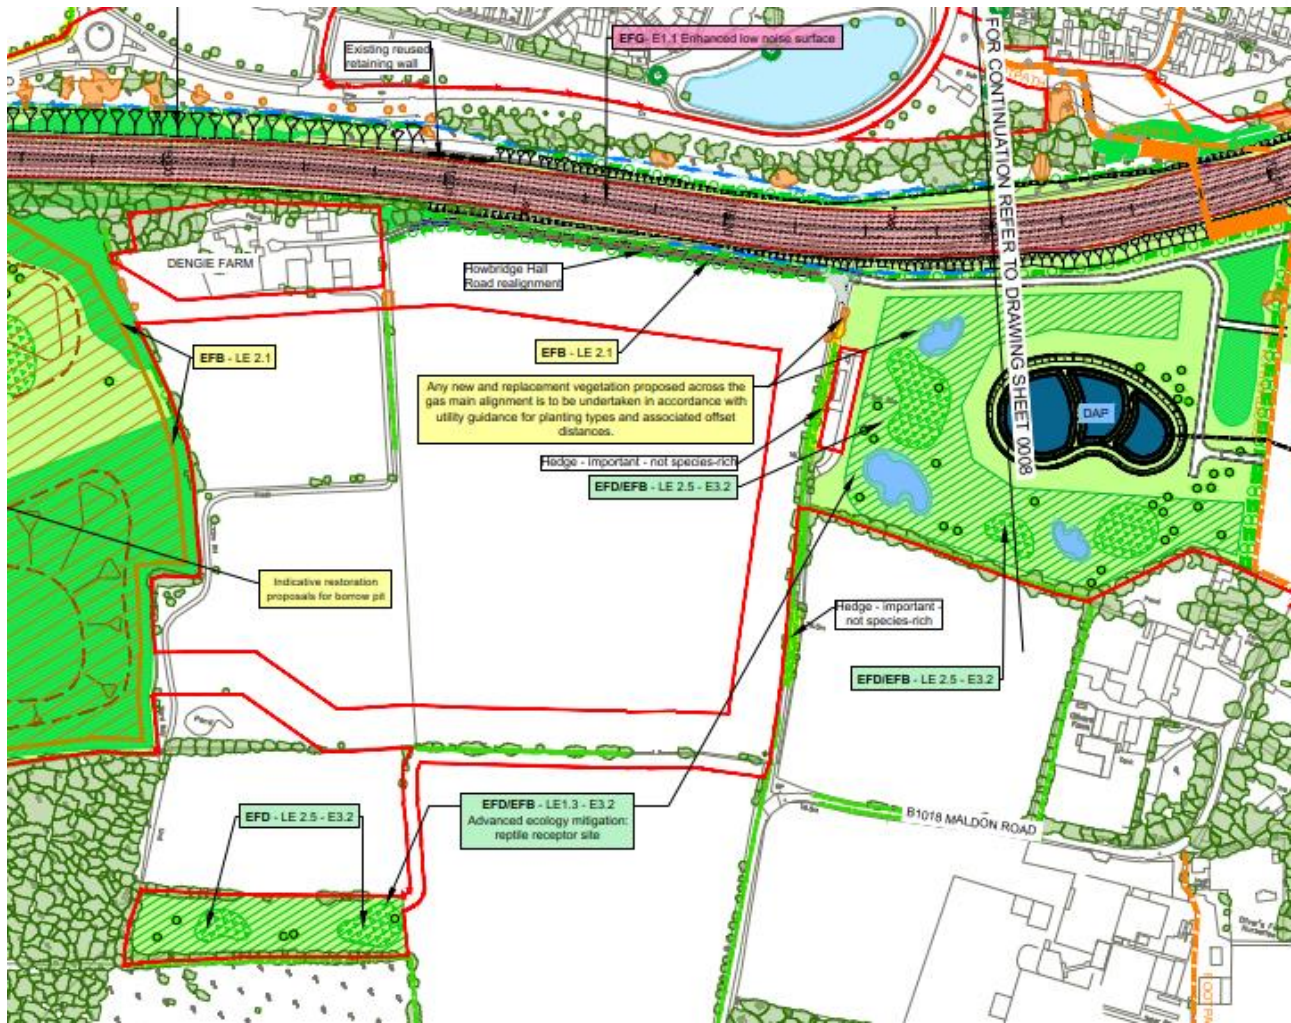 EFG- E1.1 Enhanced low noise surface
Existing reused
retaining wall
FOR CONTINUATION REFER TO DRAWING SHEET 0008
DENGIE FARM
Howbridge Hall
Road realignment
EFB - LE 2.1
EFB - LE 2.1
Any new and replacement vegetation proposed across the
gas main alignment is to be undertaken in accordance with
utility guidance for planting types and associated offset
distances.
DAP
Hedge - important - not species-rich
EFD/EFB - LE 2.5 - E3.2
Indicative restoration
proposals for borrow pit
Hedge - important -
not species-rich
EFD/EFB - LE 2.5 - E3.2
Pond
EFD - LE 2.5 - E3.2
EFD/EFB - LE1.3 - E3.2
Advanced ecology mitigation:
reptile receptor site
B1018 MALDON ROAD